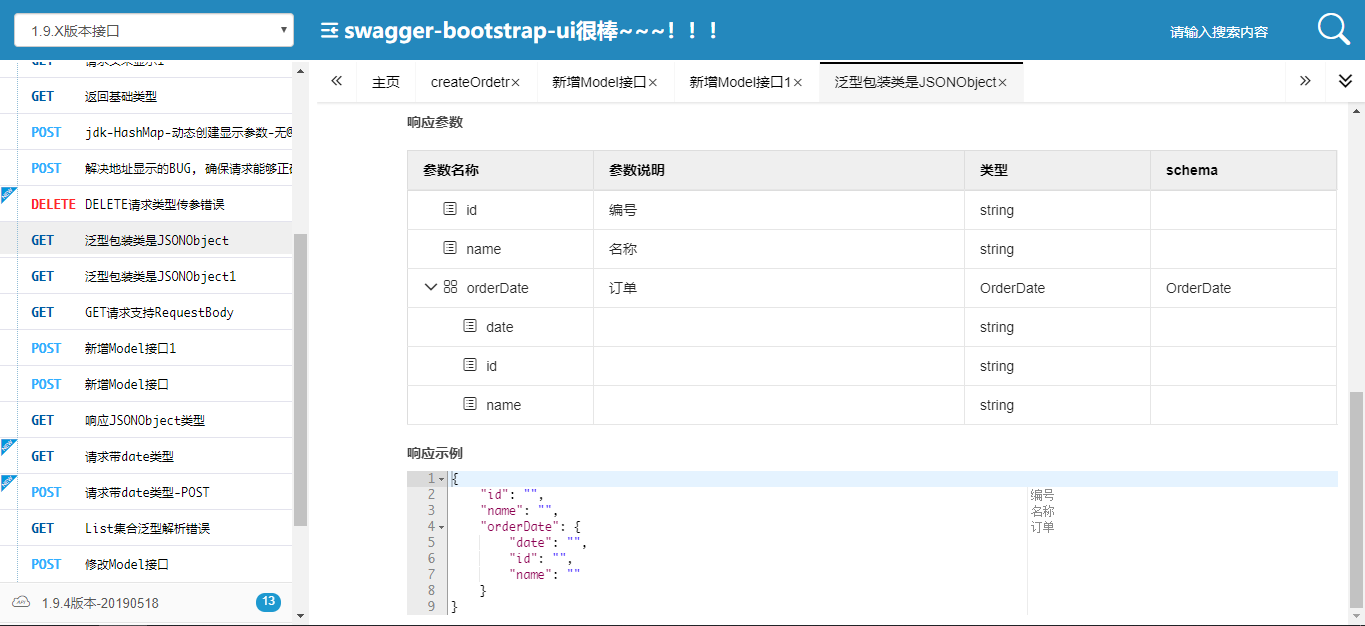 1.9.X版本接口
swagger-bootstrap-ui很棒~~~！！！
请输入搜索内容
GET
GET 返回基础类型
POST jdk-HashMap-动态创建显示参数-无@
POST 解决地址显示的BUG, 确保请求能够正确
NEW
DELETE DELETE请求类型传参错误
GET 泛型包装类是JSONObject
GET 泛型包装类是JSONObject1
GET GET请求支持RequestBody
POST 新增Model接口1
POST 新增Model接口
GET 响应JSONObject类型
NEW
GET 请求带date类型
NEW
POST 请求带date类型-POST
GET List集合泛型解析错误
POST 修改Model接口
API 1.9.4版本-20190518 13
主页 createOrdetr× 新增Model接口× 新增Model接口1× 泛型包装类是JSONObject×
响应参数
参数名称 参数说明 类型 schema
id 编号 string
name 名称 string
orderDate 订单 OrderDate OrderDate
date string
id string
name string
响应示例
1 {
2 "id": "", 编号
3 "name": "", 名称
4 "orderDate": { 订单
5 "date": "",
6 "id": "",
7 "name": ""
8 }
9 }